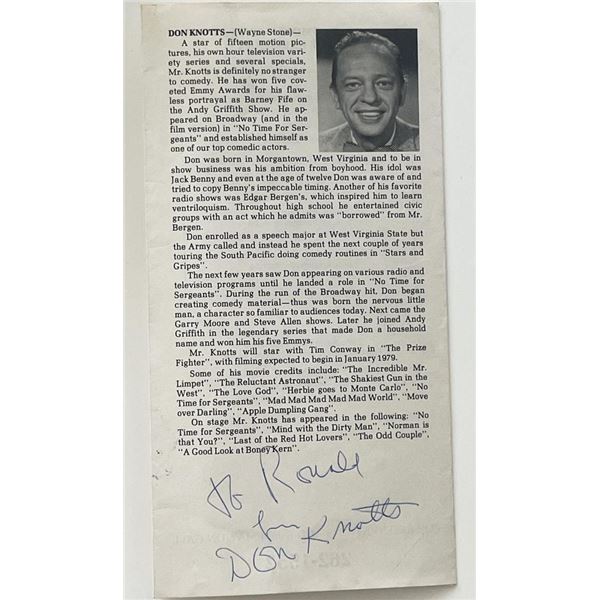 DON KNOTTS—(Wayne Stone)—
A star of fifteen motion pic-
tures, his own hour television vari-
ety series and several specials,
Mr. Knotts is definitely no stranger
to comedy. He has won five cov-
eted Emmy Awards for his flaw-
less portrayal as Barney Fife on
the Andy Griffith Show. He ap-
peared on Broadway (and in the
film version) in "No Time For Ser-
geants" and established himself as
one of our top comedic actors.
Don was born in Morgantown, West Virginia and to be in
show business was his ambition from boyhood. His idol was
Jack Benny and even at the age of twelve Don was aware of and
tried to copy Benny's impeccable timing. Another of his favorite
radio shows was Edgar Bergen's, which inspired him to learn
ventriloquism. Throughout high school he entertained civic
groups with an act which he admits was "borrowed" from Mr.
Bergen.
Don enrolled as a speech major at West Virginia State but
the Army called and instead he spent the next couple of years
touring the South Pacific doing comedy routines in "Stars and
Gripes".
The next few years saw Don appearing on various radio and
television programs until he landed a role in "No Time for
Sergeants". During the run of the Broadway hit, Don began
creating comedy material—thus was born the nervous little
man, a character so familiar to audiences today. Next came the
Garry Moore and Steve Allen shows. Later he joined Andy
Griffith in the legendary series that made Don a household
name and won him his five Emmys.
Mr. Knotts will star with Tim Conway in "The Prize
Fighter", with filming expected to begin in January 1979.
Some of his movie credits include: "The Incredible Mr.
Limpet", "The Reluctant Astronaut", "The Shakiest Gun in the
West", "The Love God", "Herbie goes to Monte Carlo", "No
Time for Sergeants", "Mad Mad Mad Mad Mad World", "Move
over Darling", "Apple Dumpling Gang".
On stage Mr. Knotts has appeared in the following: "No
Time for Sergeants", "Mind with the Dirty Man", "Norman is
that You?", "Last of the Red Hot Lovers", "The Odd Couple",
"A Good Look at Boney Kern".
To Ronald
from
Don Knotts